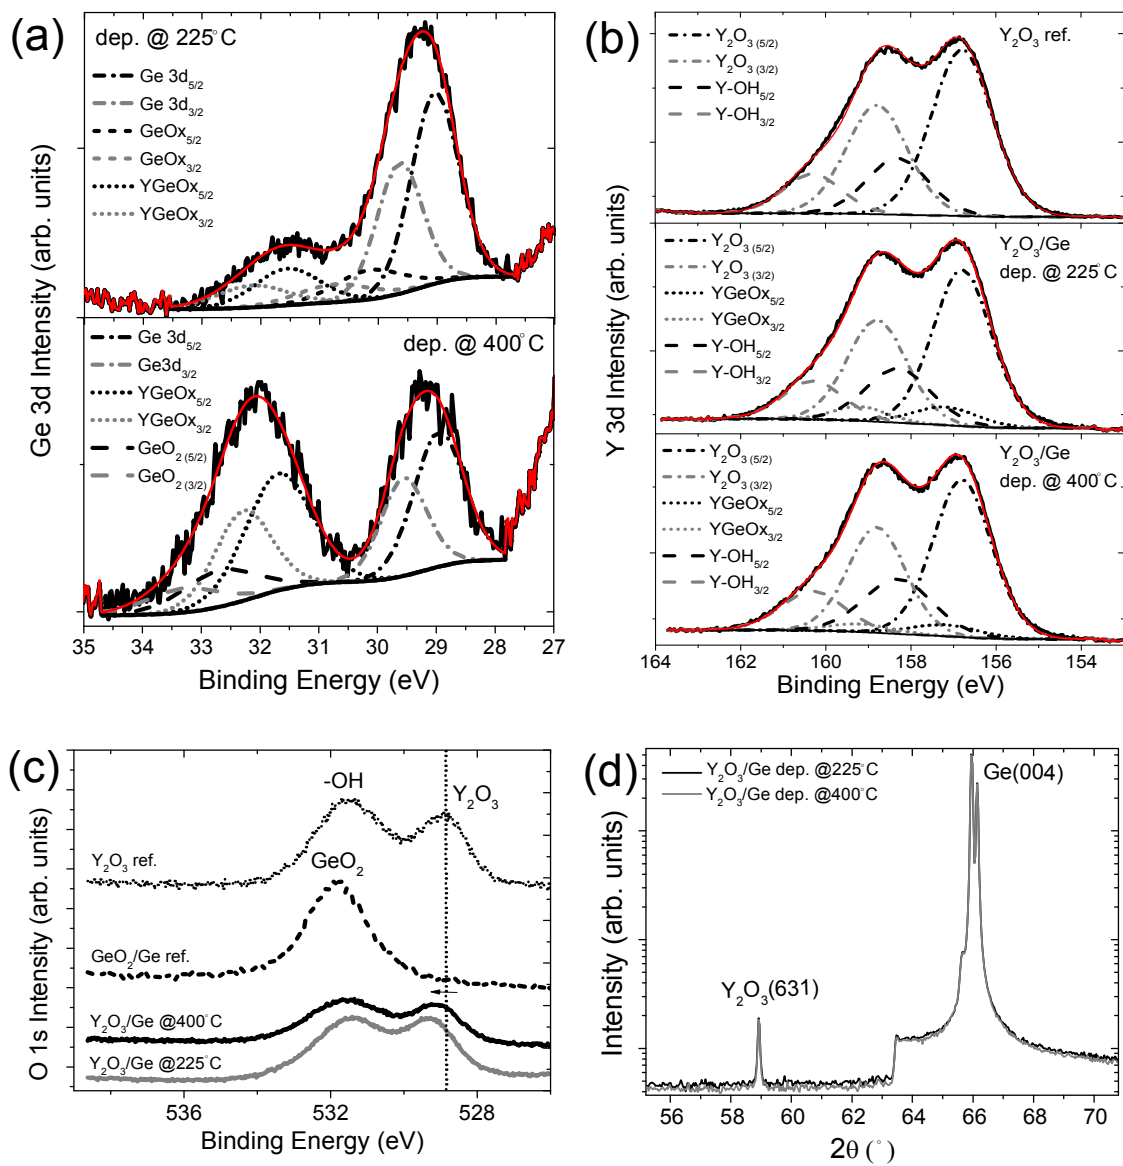 (a)
dep. @ 225°C
Ge 3d5/2
Ge 3d3/2
GeOx5/2
GeOx3/2
YGeOx5/2
YGeOx3/2
dep. @ 400°C
Ge 3d5/2
Ge3d3/2
YGeOx5/2
YGeOx3/2
GeO2 (5/2)
GeO2 (3/2)
Ge 3d Intensity (arb. units)
35 34 33 32 31 30 29 28 27
Binding Energy (eV)
(b)
Y2O3 ref.
Y2O3 (5/2)
Y2O3 (3/2)
Y-OH5/2
Y-OH3/2
Y2O3/Ge
dep. @ 225°C
Y2O3 (5/2)
Y2O3 (3/2)
YGeOx5/2
YGeOx3/2
Y-OH5/2
Y-OH3/2
Y2O3/Ge
dep. @ 400°C
Y2O3 (5/2)
Y2O3 (3/2)
YGeOx5/2
YGeOx3/2
Y-OH5/2
Y-OH3/2
Y 3d Intensity (arb. units)
164 162 160 158 156 154
Binding Energy (eV)
(c)
-OH
Y2O3
Y2O3 ref.
GeO2
GeO2/Ge ref.
Y2O3/Ge @400°C
Y2O3/Ge @225°C
O 1s Intensity (arb. units)
536 532 528
Binding Energy (eV)
(d)
Y2O3/Ge dep. @225°C
Y2O3/Ge dep. @400°C
Ge(004)
Y2O3(631)
Intensity (arb. units)
56 58 60 62 64 66 68 70
2θ (°)